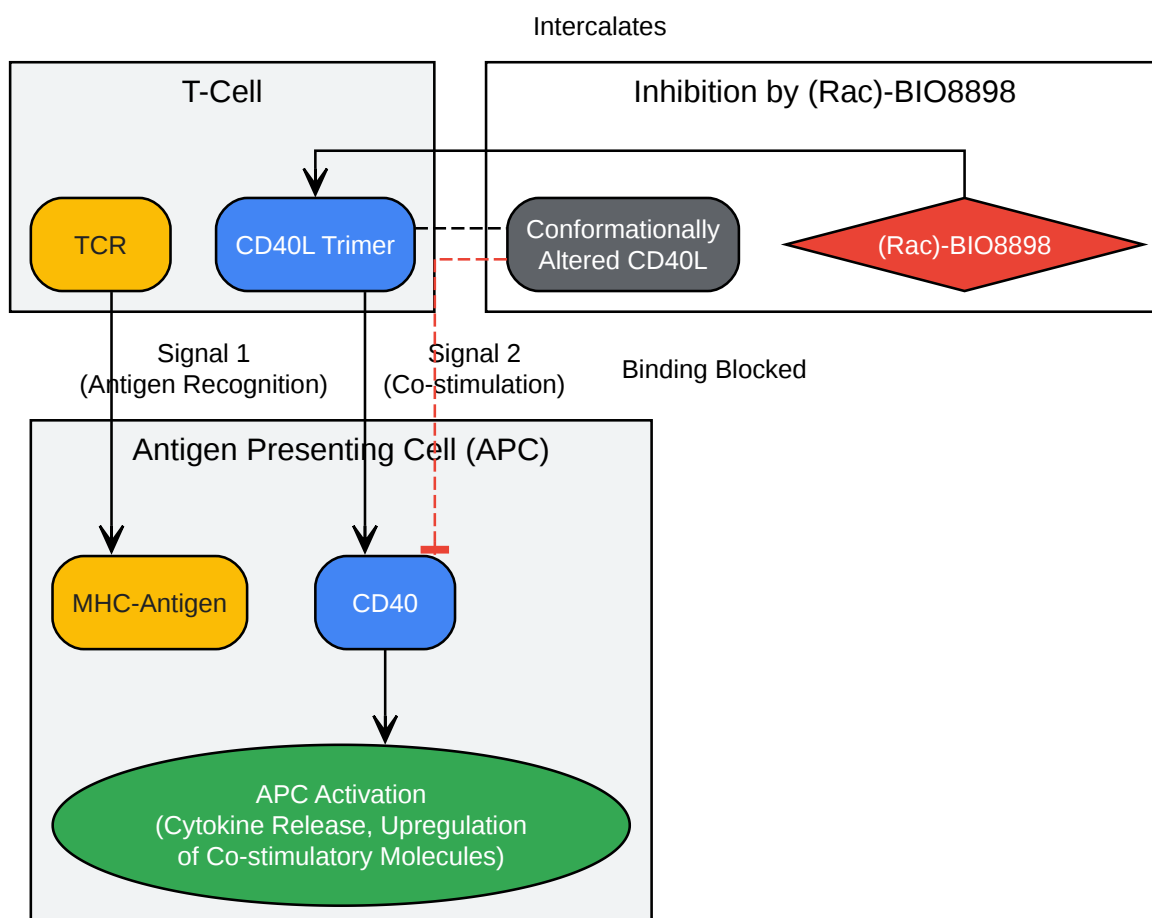 Intercalates
T-Cell
Inhibition by (Rac)-BIO8898
TCR
CD40L Trimer
Conformationally
Altered CD40L
(Rac)-BIO8898
Signal 1
(Antigen Recognition)
Signal 2
(Co-stimulation)
Binding Blocked
Antigen Presenting Cell (APC)
MHC-Antigen
CD40
APC Activation
(Cytokine Release, Upregulation
of Co-stimulatory Molecules)